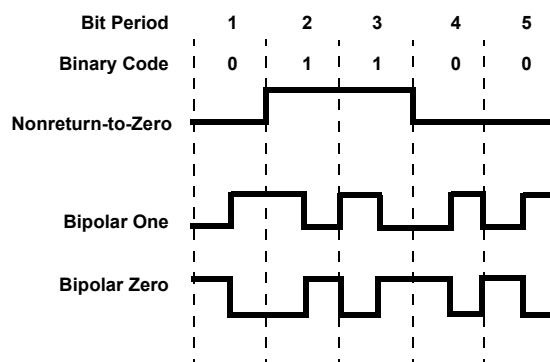 Bit Period 1 2 3 4 5
Binary Code 0 1 1 0 0
Nonreturn-to-Zero
Bipolar One
Bipolar Zero